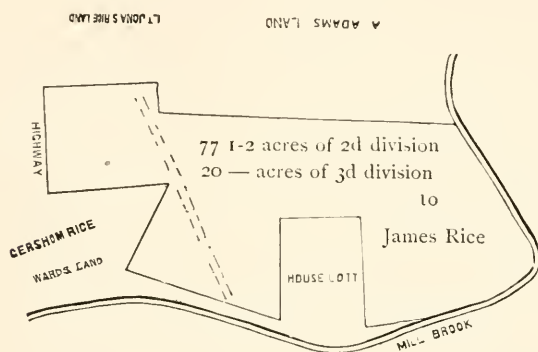 LT JONAS RICE LAND
A ADAMS LAND
HIGHWAY
77 1-2 acres of 2d division
20 — acres of 3d division
to
James Rice
GERSHOM RICE
WARDS LAND
HOUSE LOTT
MILL BROOK